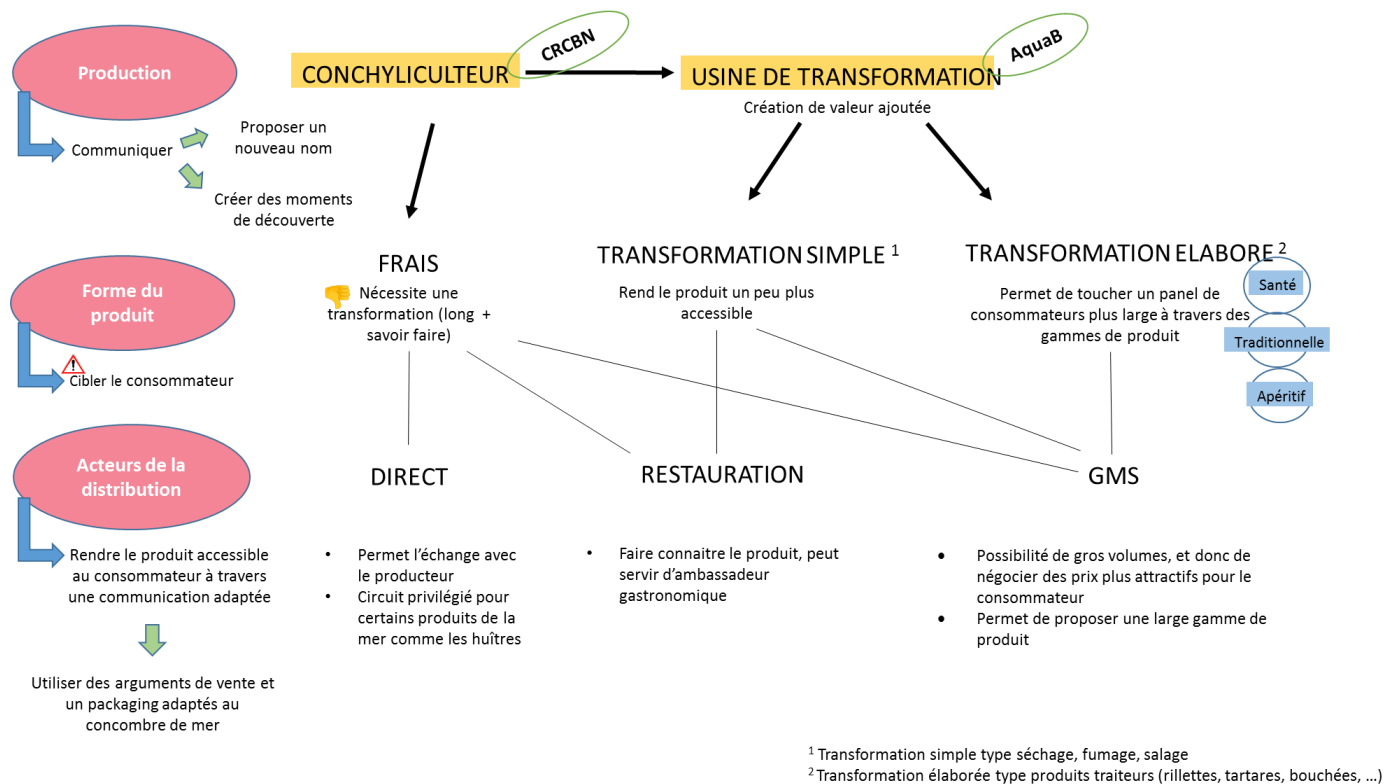 Production
Communiquer
Proposer un
nouveau nom
Créer des moments
de découverte
CONCHYLICULTEUR
CRCBN
USINE DE TRANSFORMATION
AquaB
Création de valeur ajoutée
Forme du
produit
Cibler le consommateur
FRAIS
Nécessite une
transformation (long +
savoir faire)
TRANSFORMATION SIMPLE 1
Rend le produit un peu plus
accessible
TRANSFORMATION ELABORE 2
Permet de toucher un panel de
consommateurs plus large à travers des
gammes de produit
Santé
Traditionnelle
Apéritif
Acteurs de la
distribution
Rendre le produit accessible
au consommateur à travers
une communication adaptée
Utiliser des arguments de vente et
un packaging adaptés au
concombre de mer
DIRECT
• Permet l’échange avec
le producteur
• Circuit privilégié pour
certains produits de la
mer comme les huîtres
RESTAURATION
• Faire connaitre le produit, peut
servir d’ambassadeur
gastronomique
GMS
• Possibilité de gros volumes, et donc de
négocier des prix plus attractifs pour le
consommateur
• Permet de proposer une large gamme de
produit
1 Transformation simple type séchage, fumage, salage
2 Transformation élaborée type produits traiteurs (rillettes, tartares, bouchées, …)